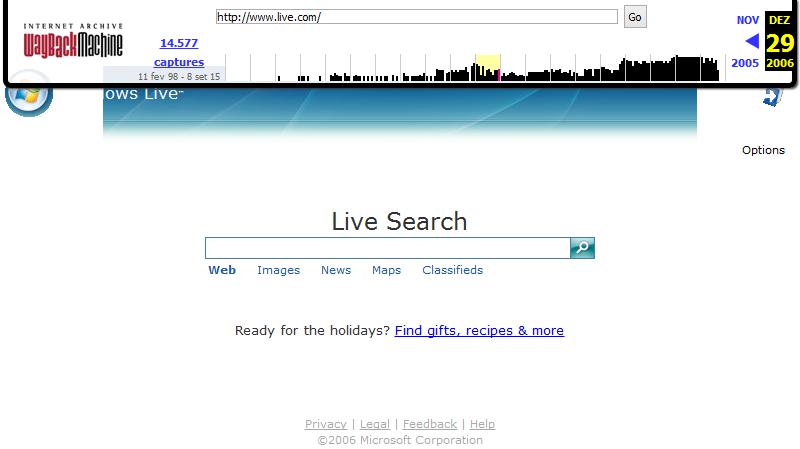 INTERNET ARCHIVE
WayBackMachine
http://www.live.com/
Go
14.577
captures
11 fev 98 - 8 set 15
NOV
DEZ
29
2005
2006
ows Live™
Options
Live Search
Web Images News Maps Classifieds
Ready for the holidays? Find gifts, recipes & more
Privacy | Legal | Feedback | Help
©2006 Microsoft Corporation